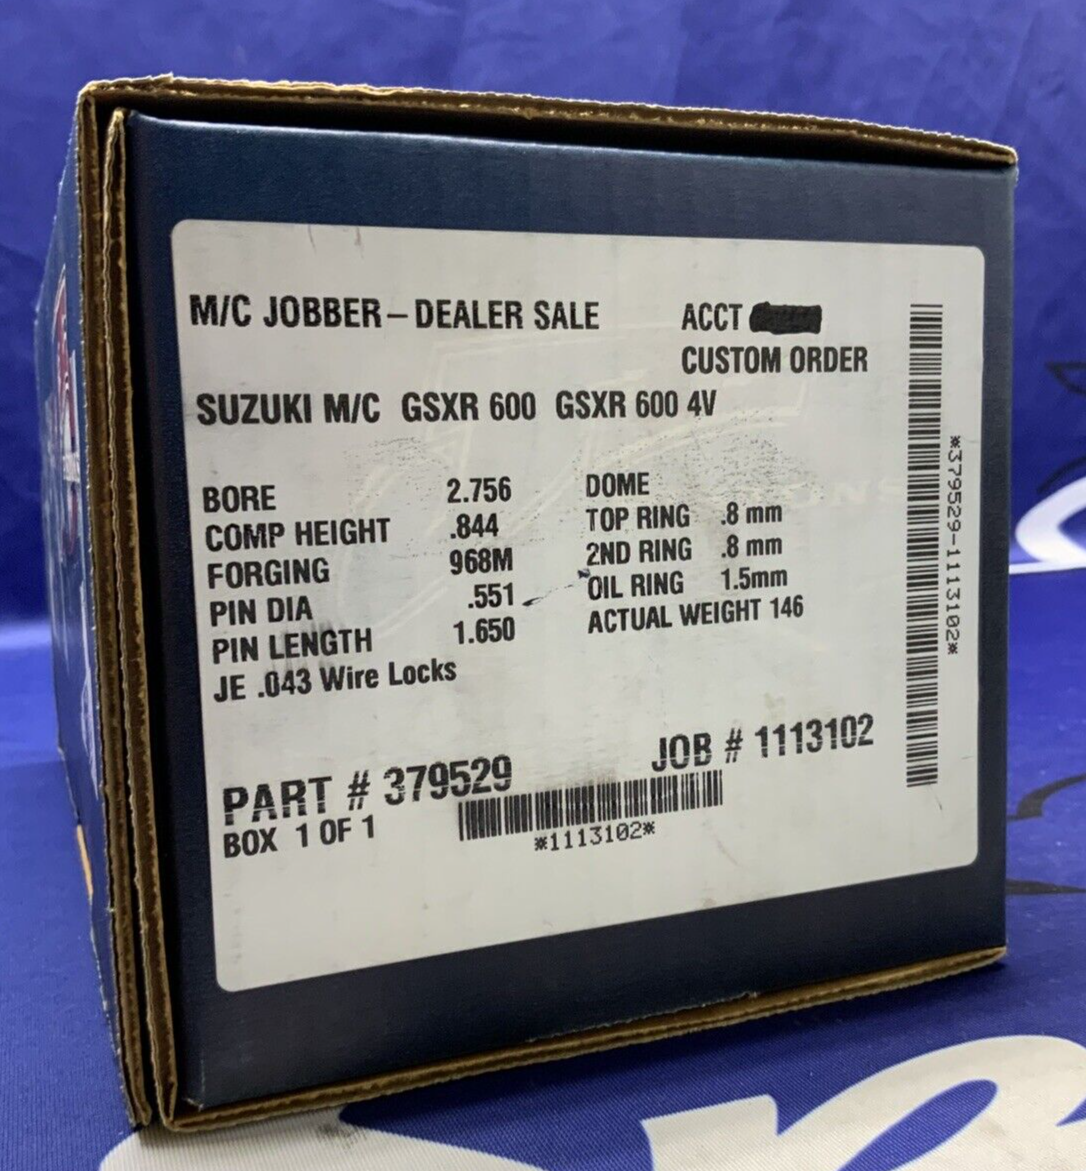 M/C JOBBER – DEALER SALE
ACCT
CUSTOM ORDER
SUZUKI M/C GSXR 600 GSXR 600 4V
BORE 2.756
COMP HEIGHT .844
FORGING 968M
PIN DIA .551
PIN LENGTH 1.650
JE .043 Wire Locks
DOME
TOP RING .8 mm
2ND RING .8 mm
OIL RING 1.5mm
ACTUAL WEIGHT 146
PART # 379529
JOB # 1113102
BOX 1 OF 1
*1113102*
*379529-1113102*